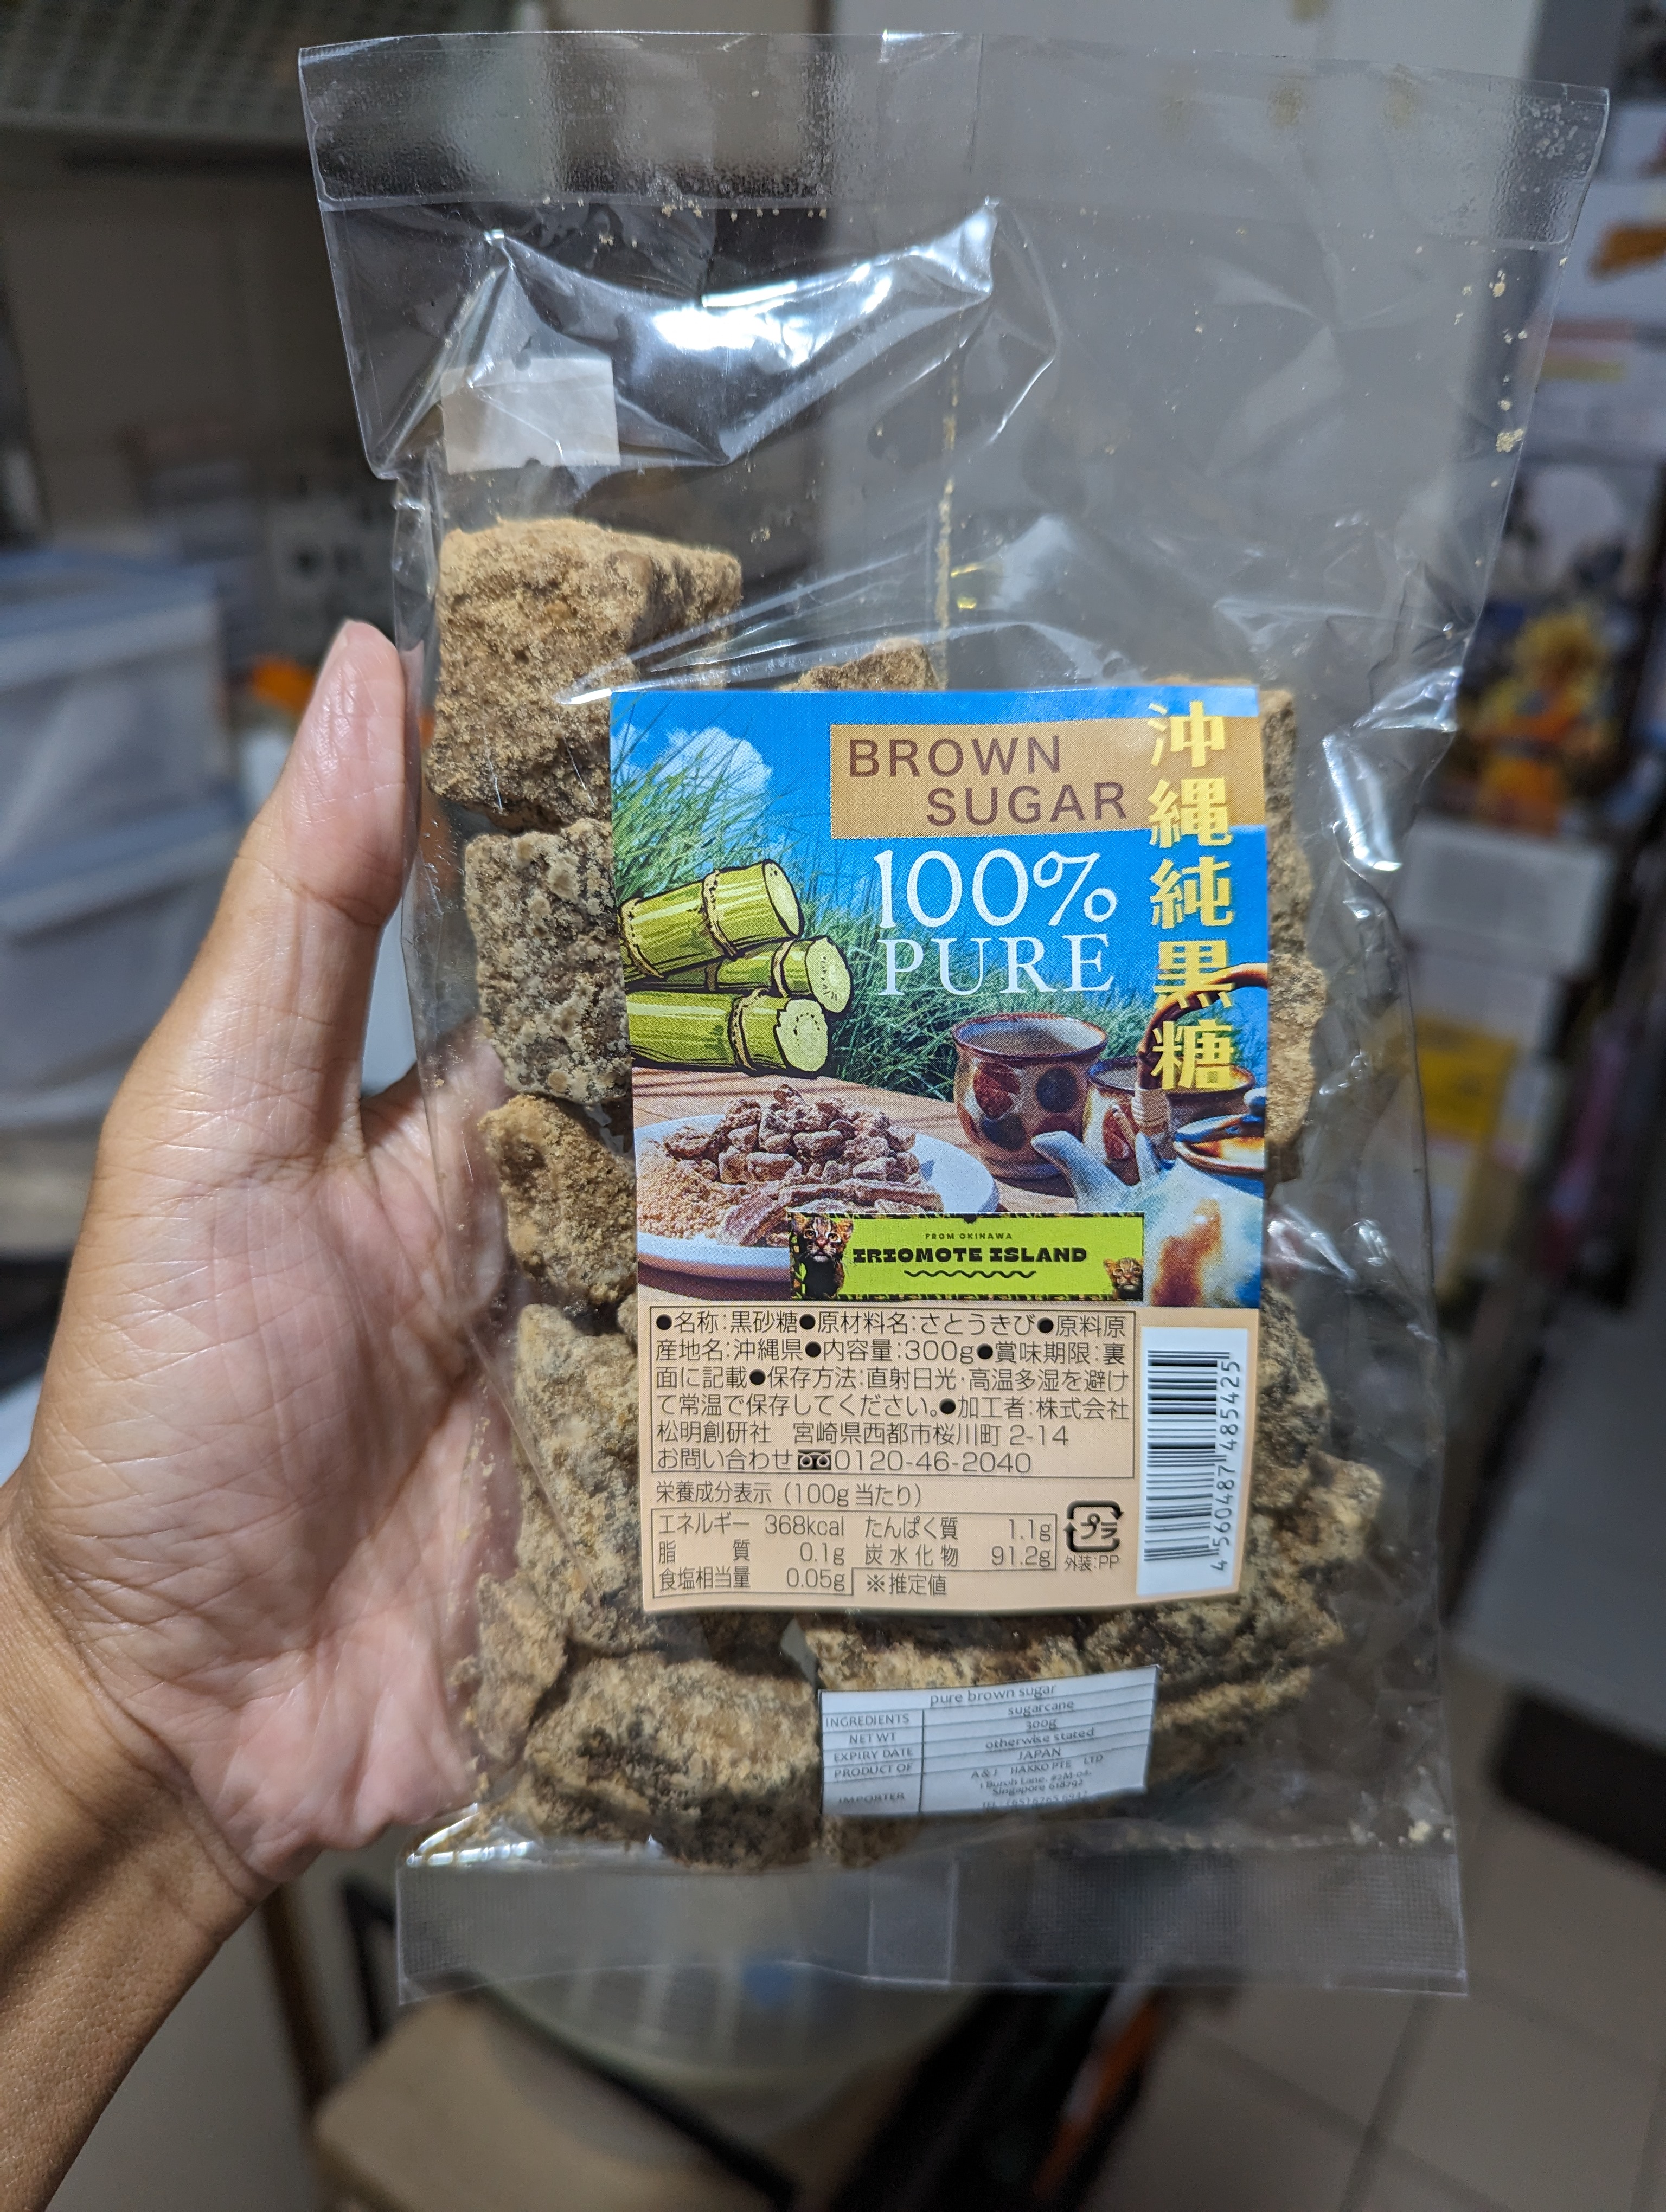 BROWN
SUGAR
100%
PURE
沖縄純黒糖
FROM OKINAWA
IRIOMOTE ISLAND
●名称:黒砂糖●原材料名:さとうきび●原料原
産地名:沖縄県●内容量:300g●賞味期限:裏
面に記載●保存方法:直射日光・高温多湿を避け
て常温で保存してください。●加工者:株式会社
松明創研社 宮崎県西都市桜川町 2-14
お問い合わせ 0120-46-2040
栄養成分表示(100g当たり)
エネルギー 368kcal たんぱく質 1.1g
脂質 0.1g 炭水化物 91.2g
食塩相当量 0.05g ※推定値
プラ
外装:PP
4560487485425
pure brown sugar
INGREDIENTS sugarcane
NET WT 300g
EXPIRY DATE otherwise stated
PRODUCT OF JAPAN
IMPORTER A & J HAKKO PTE LTD
1 Buroh Lane,
Singapore 618292